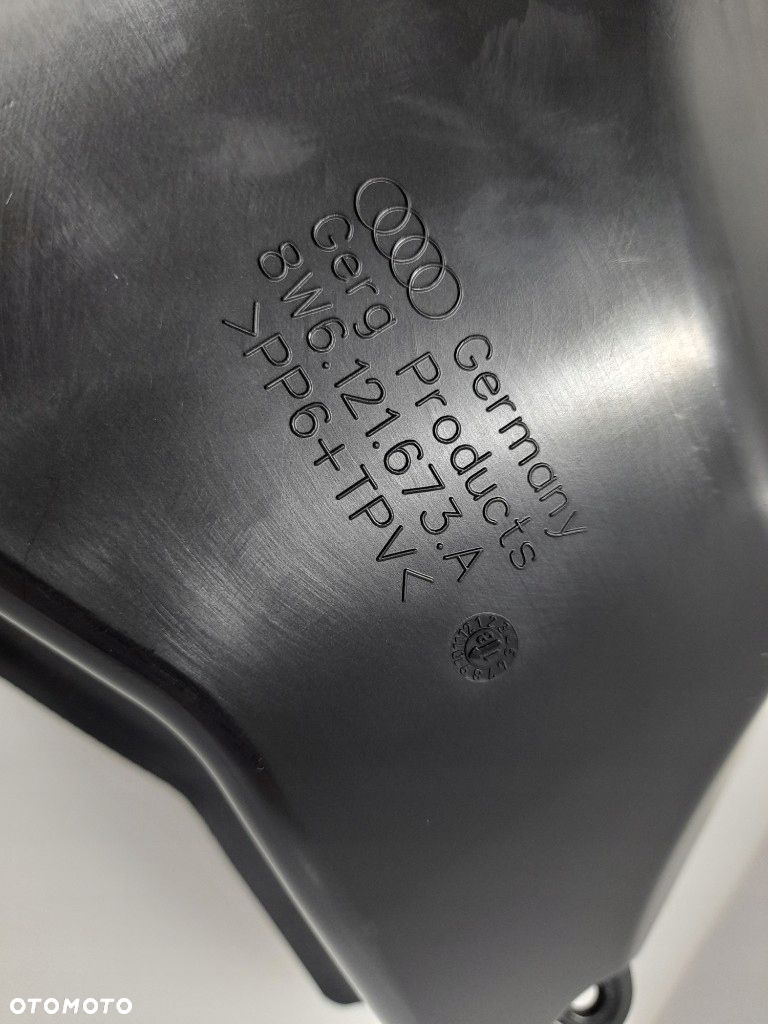 Germany
Gerg Products
8W6.121.673.A
>PP6+TPV<
OTOMOTO